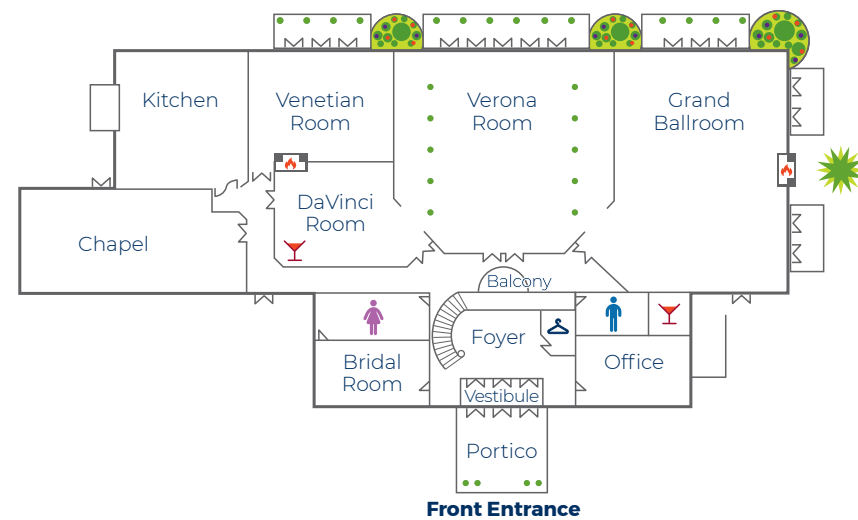 Kitchen
Venetian
Room
Verona
Room
Grand
Ballroom
DaVinci
Room
Chapel
Balcony
Foyer
Bridal
Room
Office
Vestibule
Portico
Front Entrance